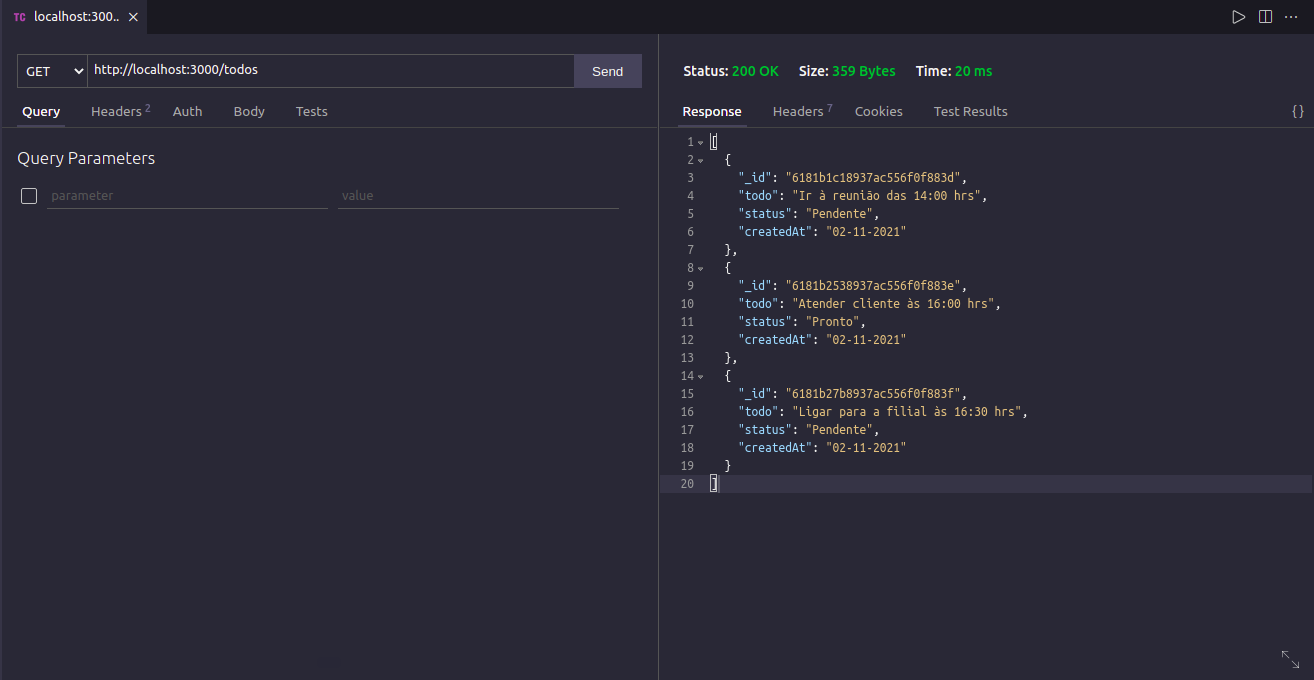 TC localhost:300..
GET http://localhost:3000/todos Send
Query Headers 2 Auth Body Tests
Query Parameters
parameter value
Status: 200 OK Size: 359 Bytes Time: 20 ms
Response Headers 7 Cookies Test Results {}
1 [
2 {
3 "_id": "6181b1c18937ac556f0f883d",
4 "todo": "Ir à reunião das 14:00 hrs",
5 "status": "Pendente",
6 "createdAt": "02-11-2021"
7 },
8 {
9 "_id": "6181b2538937ac556f0f883e",
10 "todo": "Atender cliente às 16:00 hrs",
11 "status": "Pronto",
12 "createdAt": "02-11-2021"
13 },
14 {
15 "_id": "6181b27b8937ac556f0f883f",
16 "todo": "Ligar para a filial às 16:30 hrs",
17 "status": "Pendente",
18 "createdAt": "02-11-2021"
19 }
20 ]